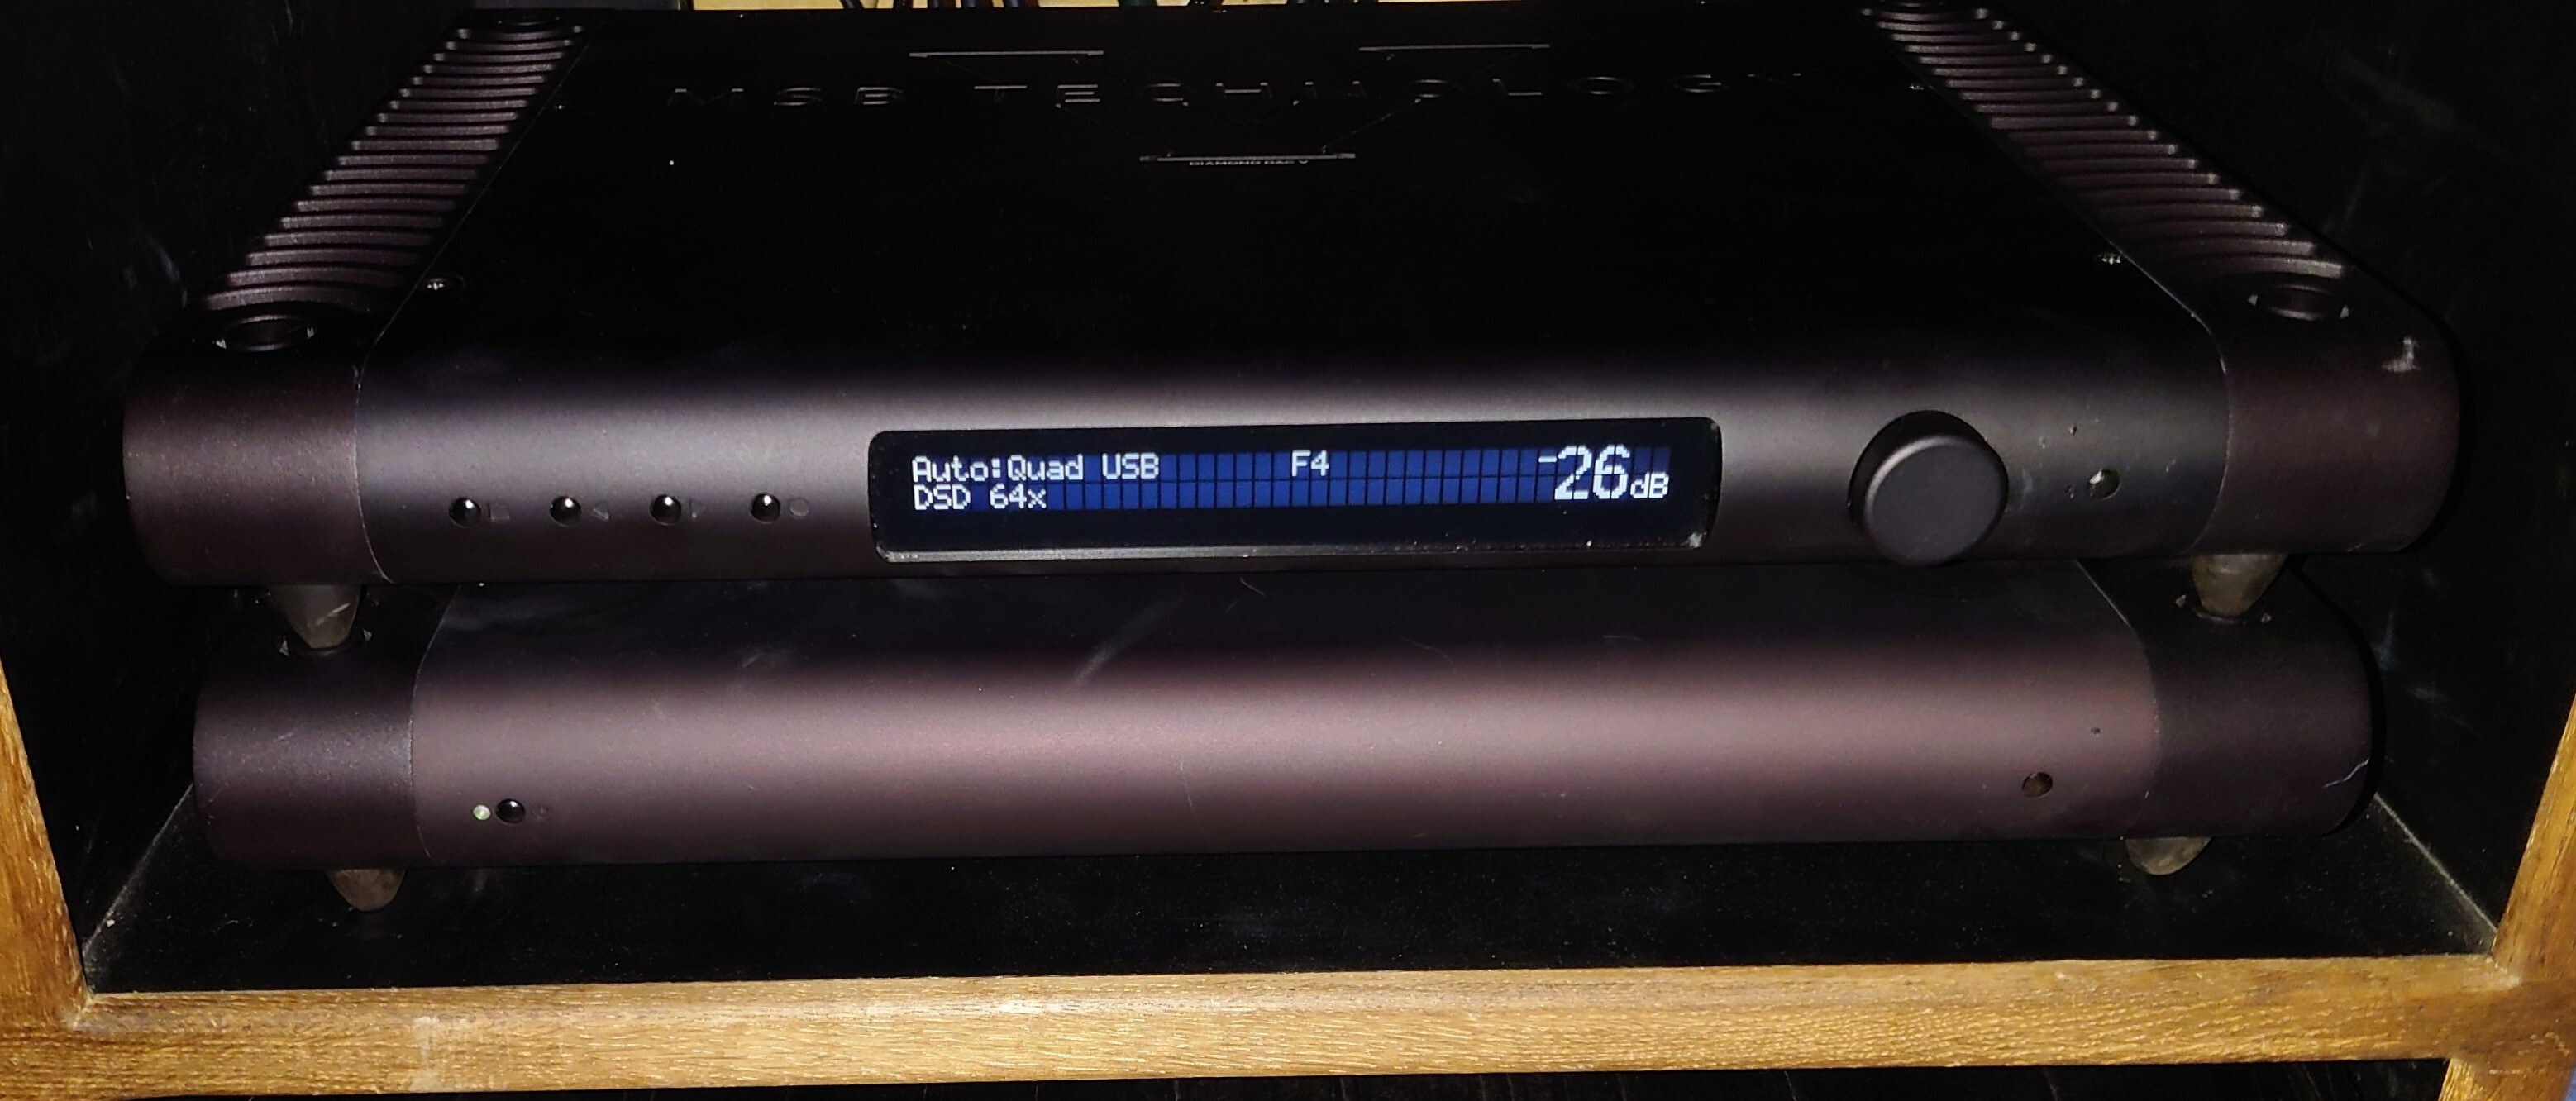 MSB TECHNOLOGY
DIAMOND DAC V
Auto:Quad USB F4 -26dB
DSD 64x